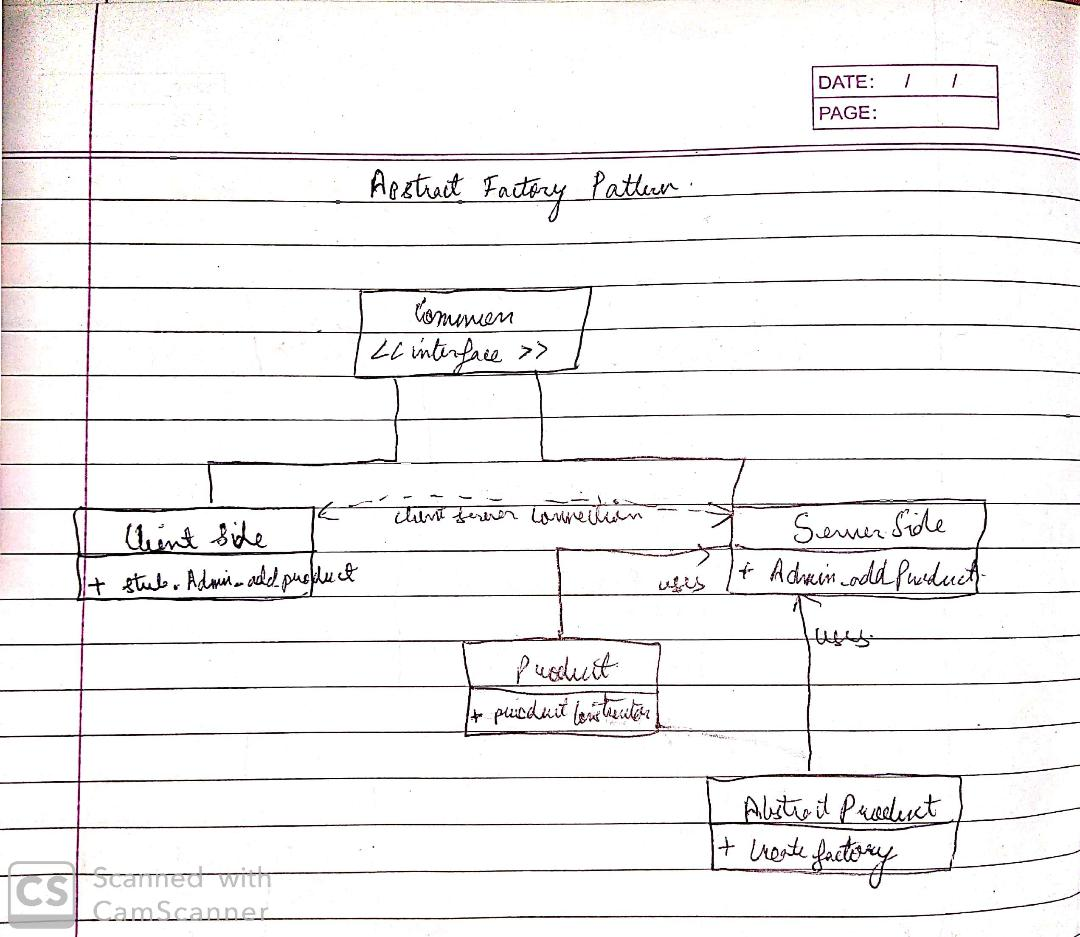 DATE: / /
PAGE:
Abstract Factory Pattern.
Common
<<interface >>
client server connection
Client Side
Server Side
+ stub. Admin_add product
uses
+ Admin_add Product
uses.
Product
+ product Constructor
Abstract Product
+ Create factory
CS Scanned with
CamScanner